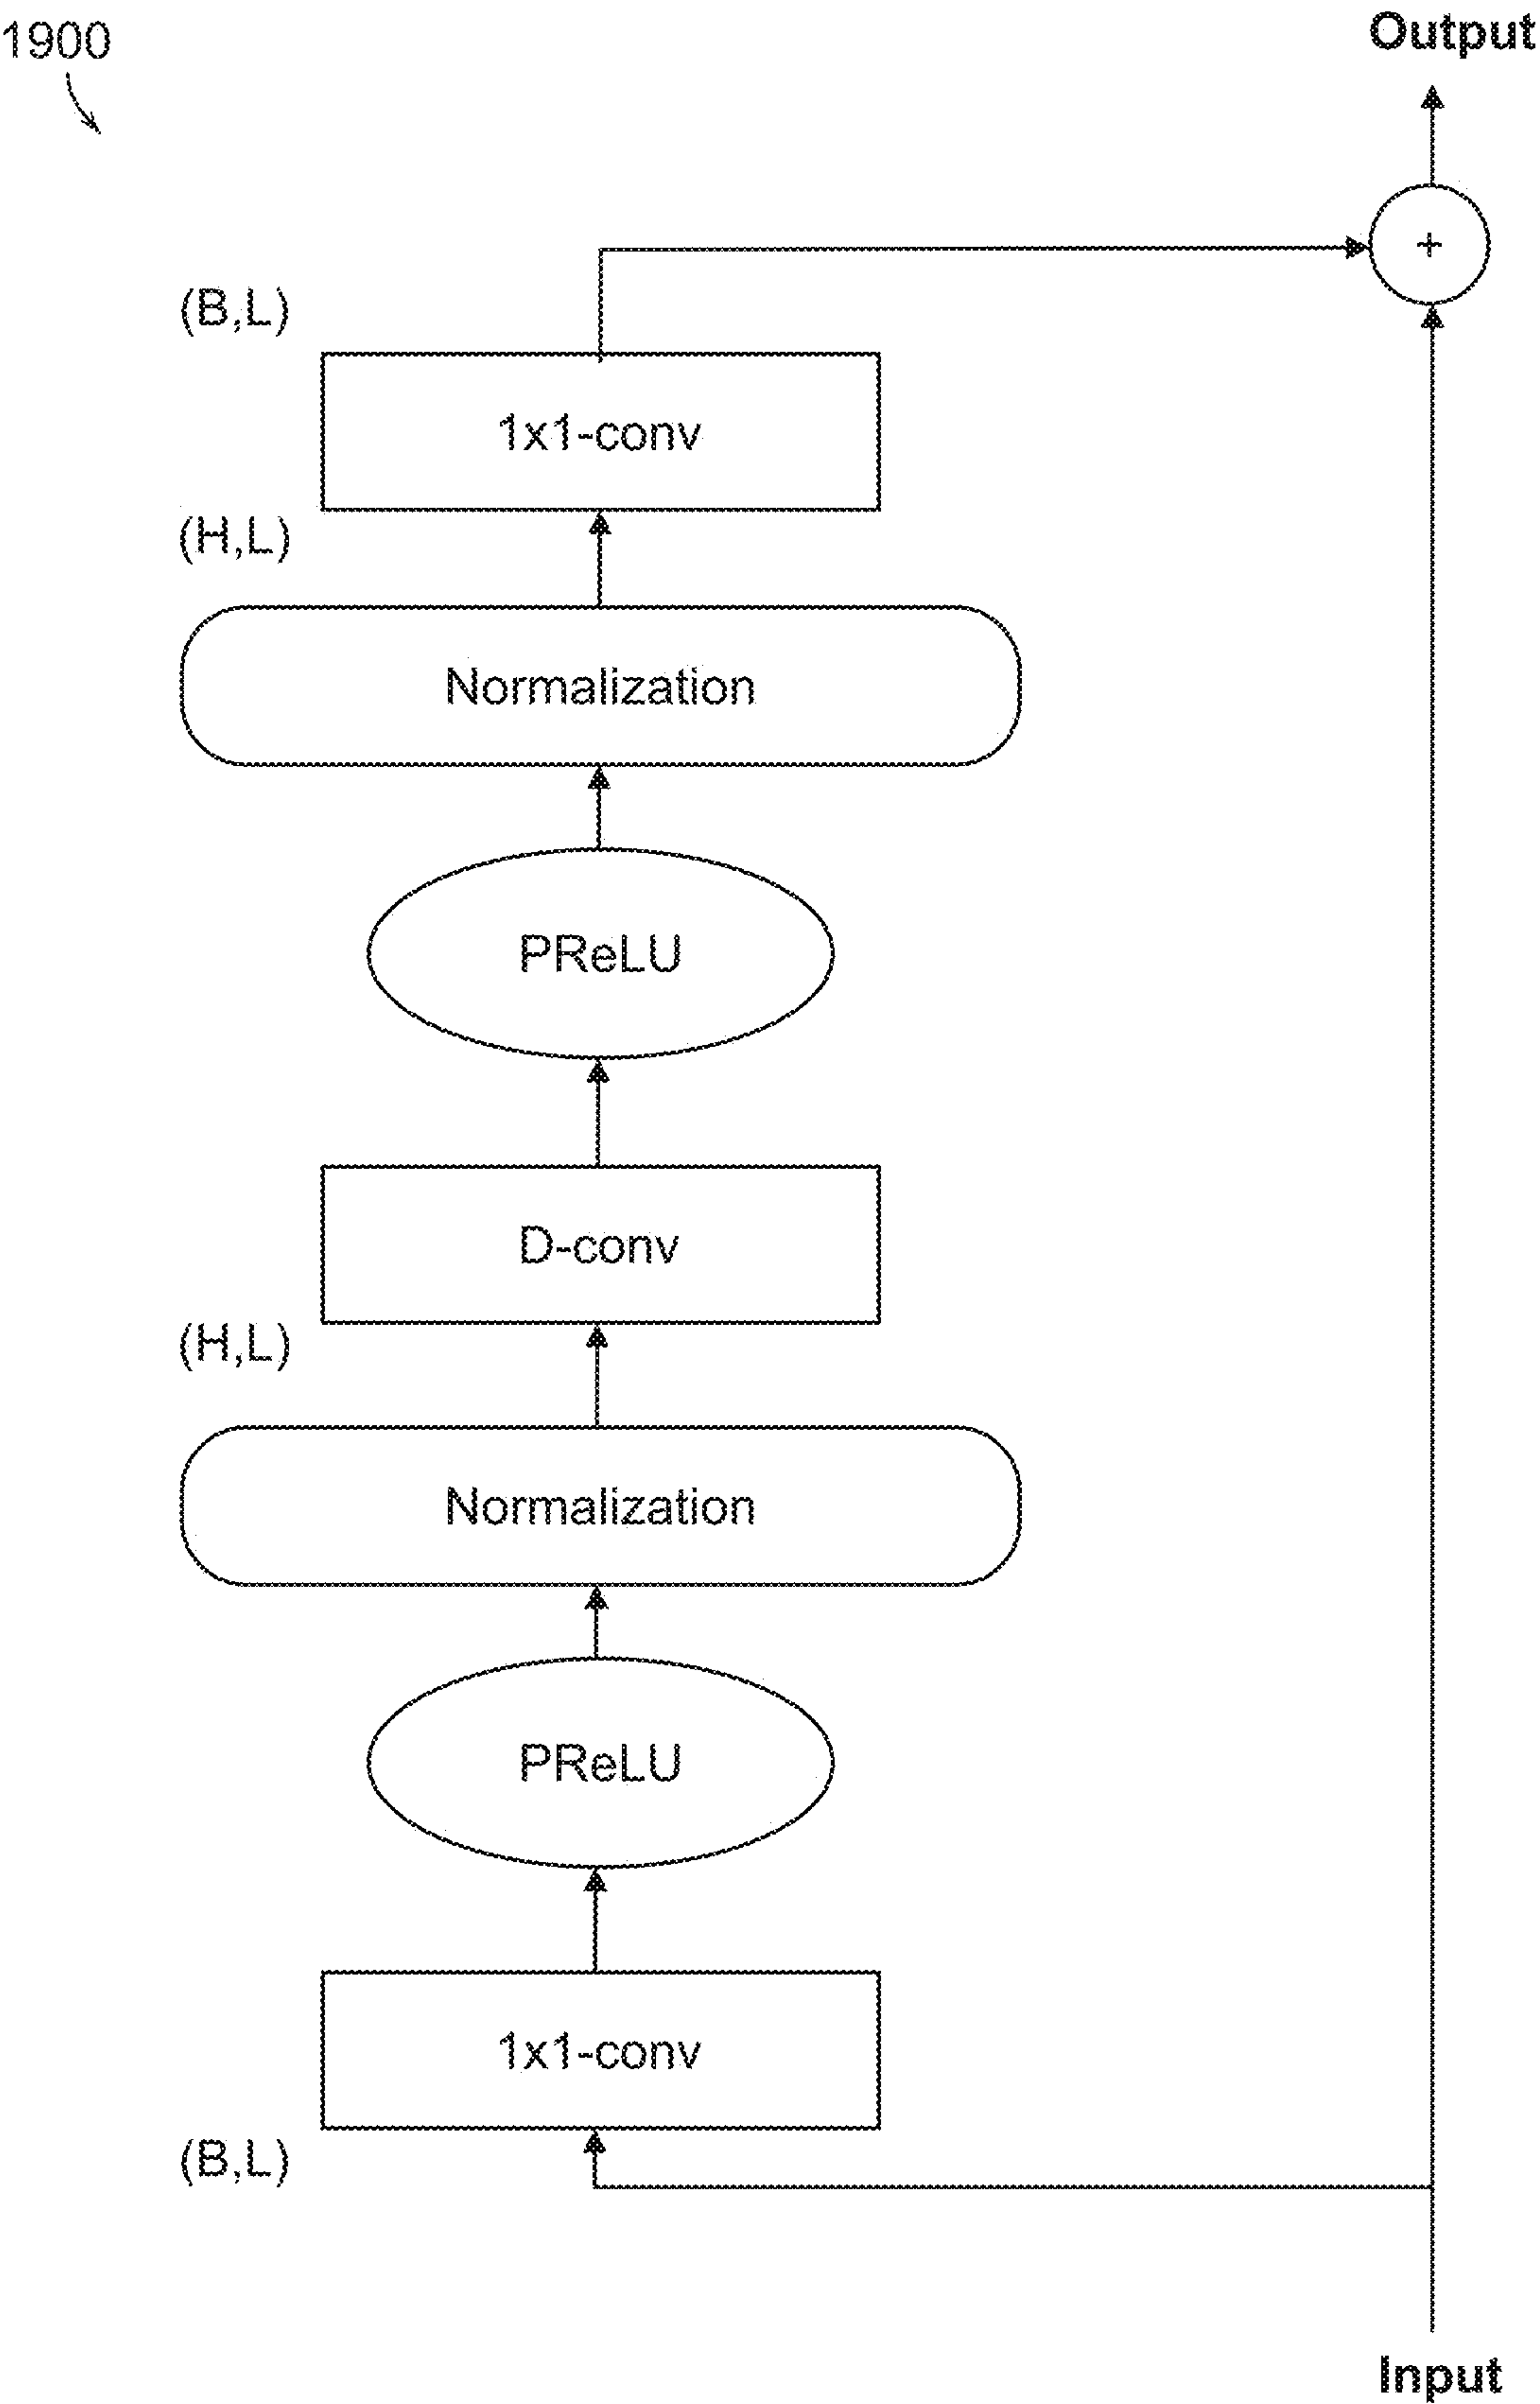 1900
Output
+
(B,L)
1x1-conv
(H,L)
Normalization
PReLU
D-conv
(H,L)
Normalization
PReLU
1x1-conv
(B,L)
Input